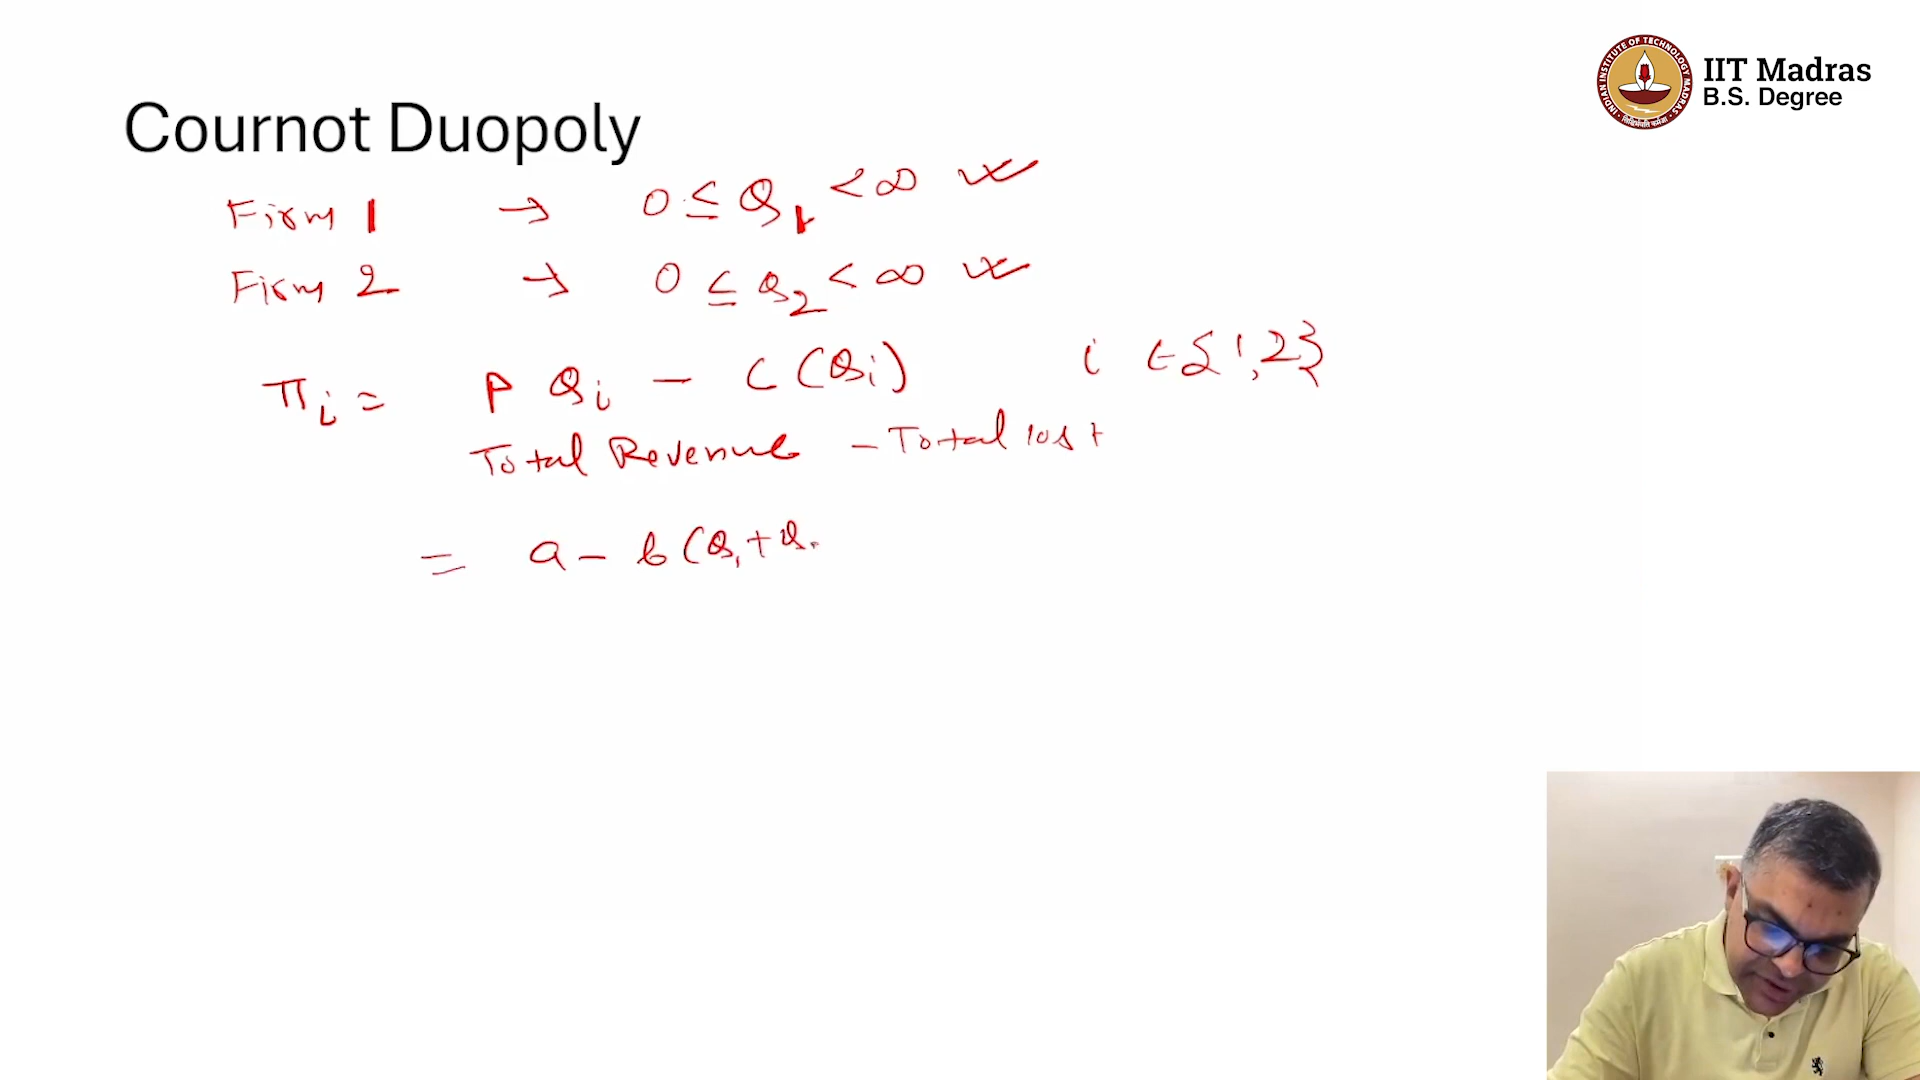 IIT Madras
B.S. Degree
Cournot Duopoly
Firm 1 → 0 ≤ Q1 < ∞
Firm 2 → 0 ≤ Q2 < ∞
πi = P Qi - C(Qi) i ∈ {1,2}
Total Revenue - Total cost
= a - b(Q1 + Q